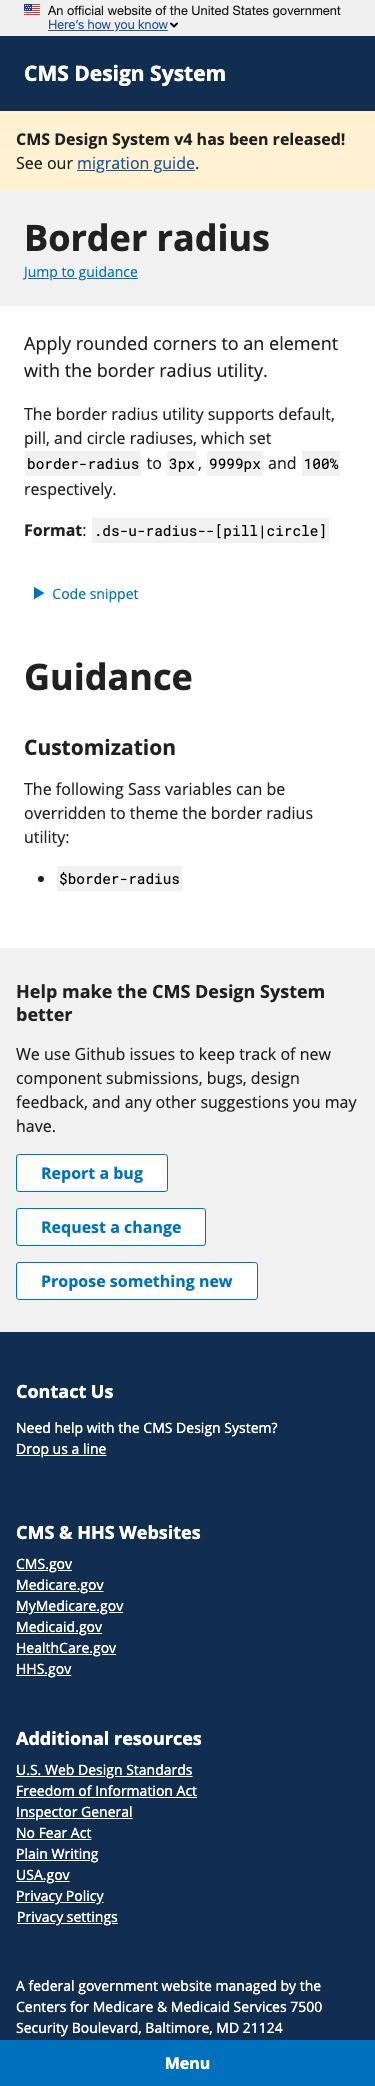 An official website of the United States government
Here's how you know
CMS Design System
CMS Design System v4 has been released!
See our migration guide.
Border radius
Jump to guidance
Apply rounded corners to an element
with the border radius utility.
The border radius utility supports default,
pill, and circle radiuses, which set
border-radius to 3px, 9999px and 100%
respectively.
Format: .ds-u-radius--[pill|circle]
Code snippet
Guidance
Customization
The following Sass variables can be
overridden to theme the border radius
utility:
• $border-radius
Help make the CMS Design System
better
We use Github issues to keep track of new
component submissions, bugs, design
feedback, and any other suggestions you may
have.
Report a bug
Request a change
Propose something new
Contact Us
Need help with the CMS Design System?
Drop us a line
CMS & HHS Websites
CMS.gov
Medicare.gov
MyMedicare.gov
Medicaid.gov
HealthCare.gov
HHS.gov
Additional resources
U.S. Web Design Standards
Freedom of Information Act
Inspector General
No Fear Act
Plain Writing
USA.gov
Privacy Policy
Privacy settings
A federal government website managed by the
Centers for Medicare & Medicaid Services 7500
Security Boulevard, Baltimore, MD 21124
Menu